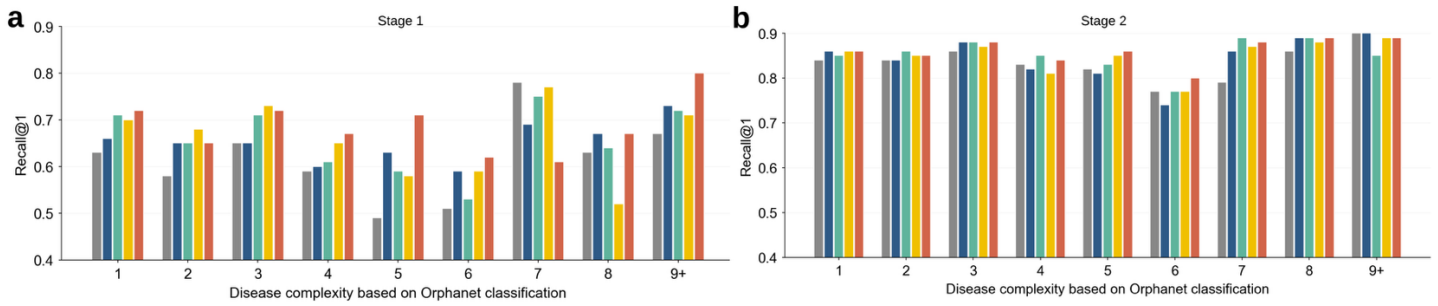 a
Stage 1
0.9
0.8
0.7
0.6
0.5
0.4
Recall@1
1 2 3 4 5 6 7 8 9+
Disease complexity based on Orphanet classification
b
Stage 2
0.9
0.8
0.7
0.6
0.5
0.4
Recall@1
1 2 3 4 5 6 7 8 9+
Disease complexity based on Orphanet classification